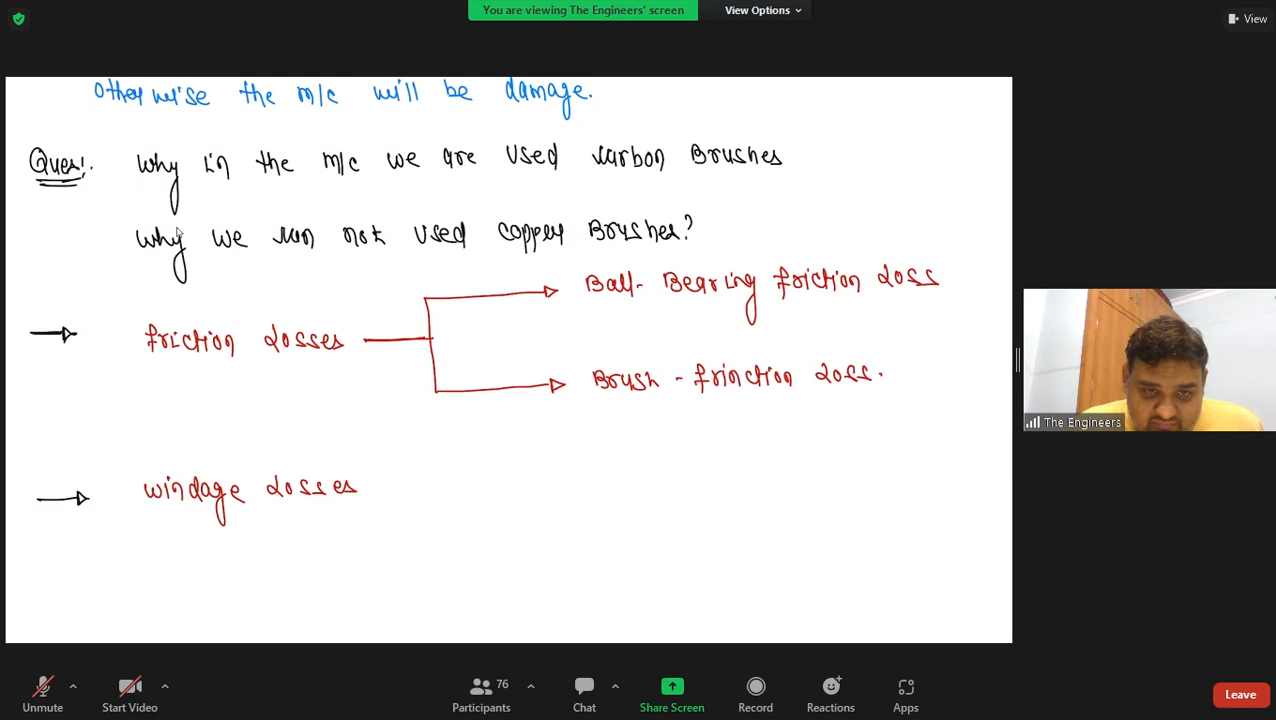 You are viewing The Engineers' screen
View Options
View
otherwise the m/c will be damage.
Ques:. why in the m/c we are used karbon Brushes
why we can not used copper Brushes?
Ball- Bearing friction Loss
friction Losses
Brush - frinction Loss.
The Engineers
windage Losses
Unmute
Start Video
76
Participants
Chat
Share Screen
Record
Reactions
Apps
Leave